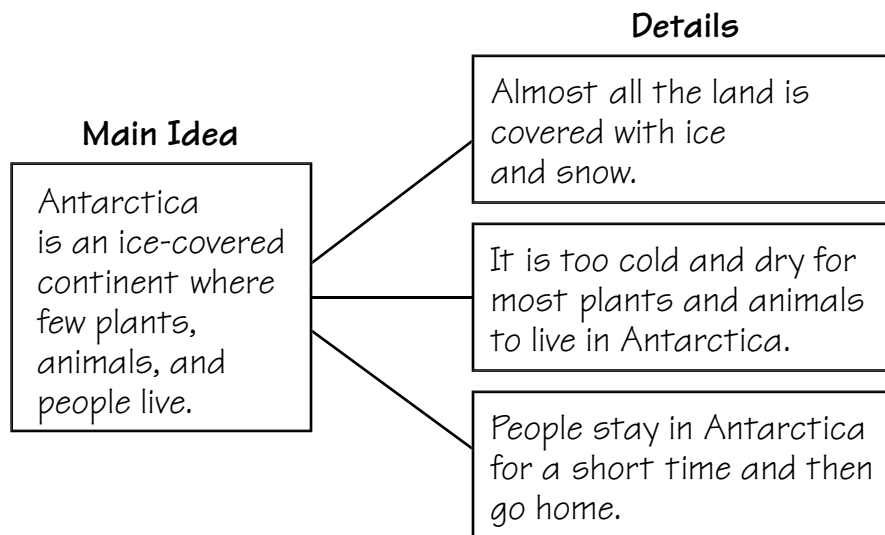 Main Idea
Antarctica
is an ice-covered
continent where
few plants,
animals, and
people live.
Details
Almost all the land is
covered with ice
and snow.
It is too cold and dry for
most plants and animals
to live in Antarctica.
People stay in Antarctica
for a short time and then
go home.